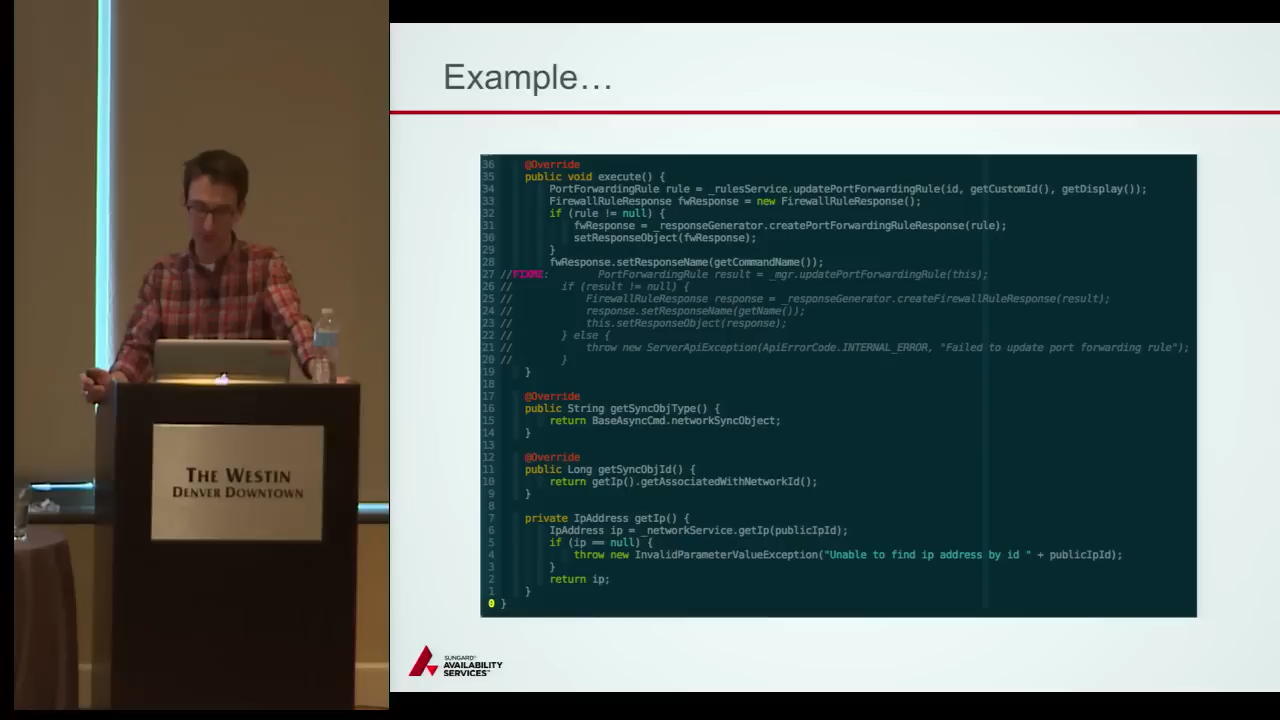 Example…
36 @Override
35 public void execute() {
34 PortForwardingRule rule = _rulesService.updatePortForwardingRule(id, getCustomId(), getDisplay());
33 FirewallRuleResponse fwResponse = new FirewallRuleResponse();
32 if (rule != null) {
31 fwResponse = _responseGenerator.createPortForwardingRuleResponse(rule);
30 setResponseObject(fwResponse);
29 }
28 fwResponse.setResponseName(getCommandName());
27 //FIXME: PortForwardingRule result = _mgr.updatePortForwardingRule(this);
26 // if (result != null) {
25 // FirewallRuleResponse response = _responseGenerator.createFirewallRuleResponse(result);
24 // response.setResponseName(getName());
23 // this.setResponseObject(response);
22 // } else {
21 // throw new ServerApiException(ApiErrorCode.INTERNAL_ERROR, "Failed to update port forwarding rule");
20 // }
19 }
18
17 @Override
16 public String getSyncObjType() {
15 return BaseAsyncCmd.networkSyncObject;
14 }
13
12 @Override
11 public Long getSyncObjId() {
10 return getIp().getAssociatedWithNetworkId();
9 }
8
7 private IpAddress getIp() {
6 IpAddress ip = _networkService.getIp(publicIpId);
5 if (ip == null) {
4 throw new InvalidParameterValueException("Unable to find ip address by id " + publicIpId);
3 }
2 return ip;
1 }
0 }
SUNGARD®
AVAILABILITY
SERVICES™
THE WESTIN
DENVER DOWNTOWN